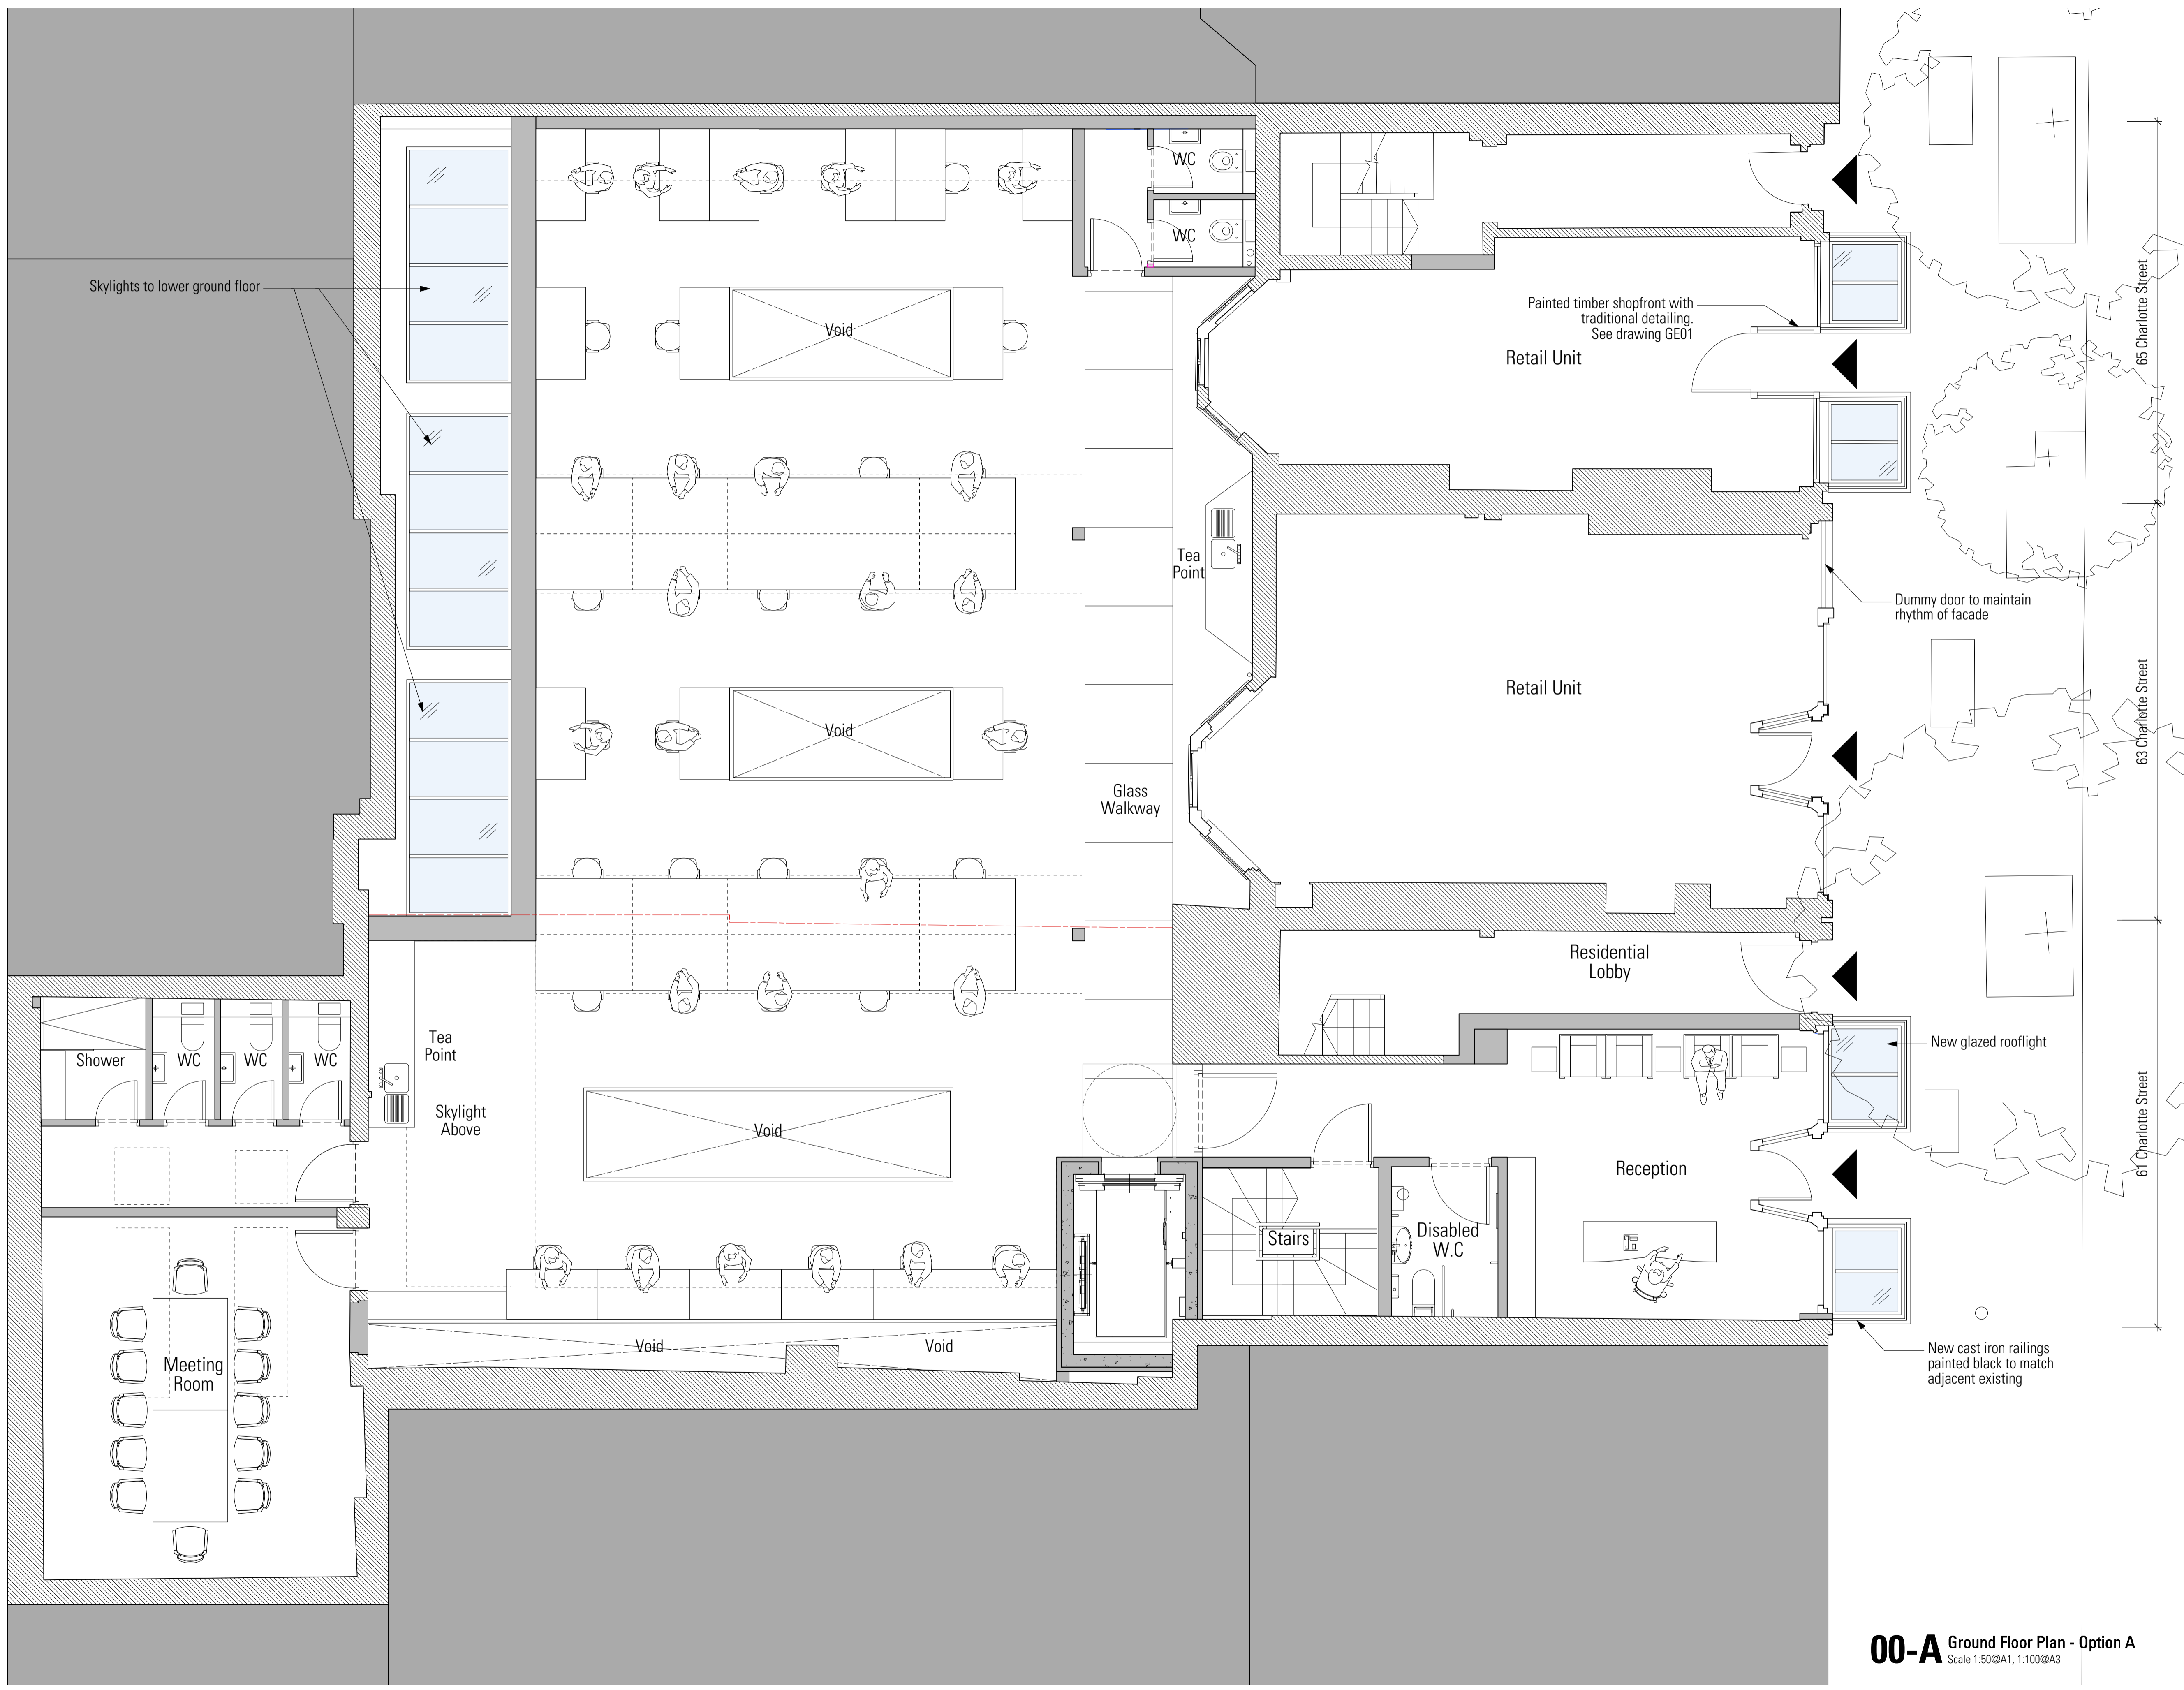 WC
WC
Skylights to lower ground floor
Void
Painted timber shopfront with
traditional detailing.
See drawing GE01
Retail Unit
65 Charlotte Street
Tea
Point
Dummy door to maintain
rhythm of facade
Retail Unit
63 Charlotte Street
Void
Glass
Walkway
Residential
Lobby
Tea
Point
New glazed rooflight
Shower
WC
WC
WC
Skylight
Above
Void
61 Charlotte Street
Reception
Stairs
Disabled
W.C
Void
Void
Meeting
Room
New cast iron railings
painted black to match
adjacent existing
00-A
Ground Floor Plan - Option A
Scale 1:50@A1, 1:100@A3